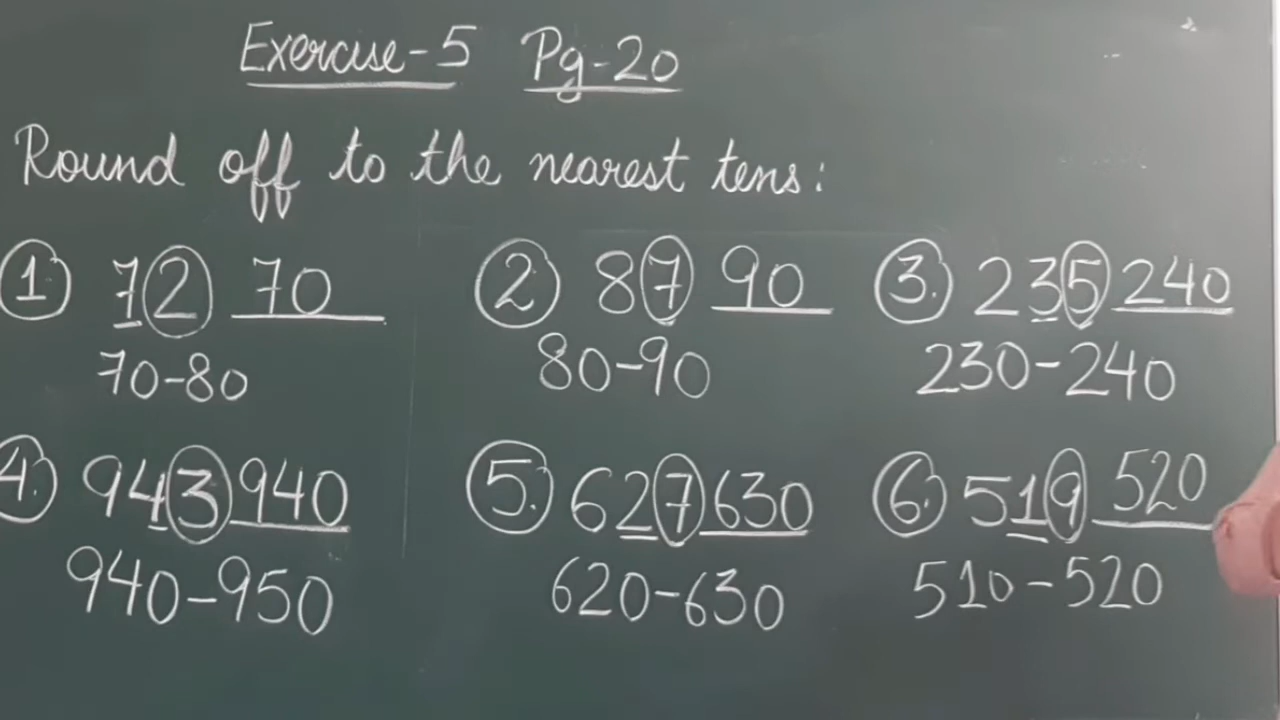 Exercise-5 Pg-20
Round off to the nearest tens:
1. 72 70 2. 87 90 3. 235 240
70-80 80-90 230-240
4. 943 940 5. 627 630 6. 519 520
940-950 620-630 510-520